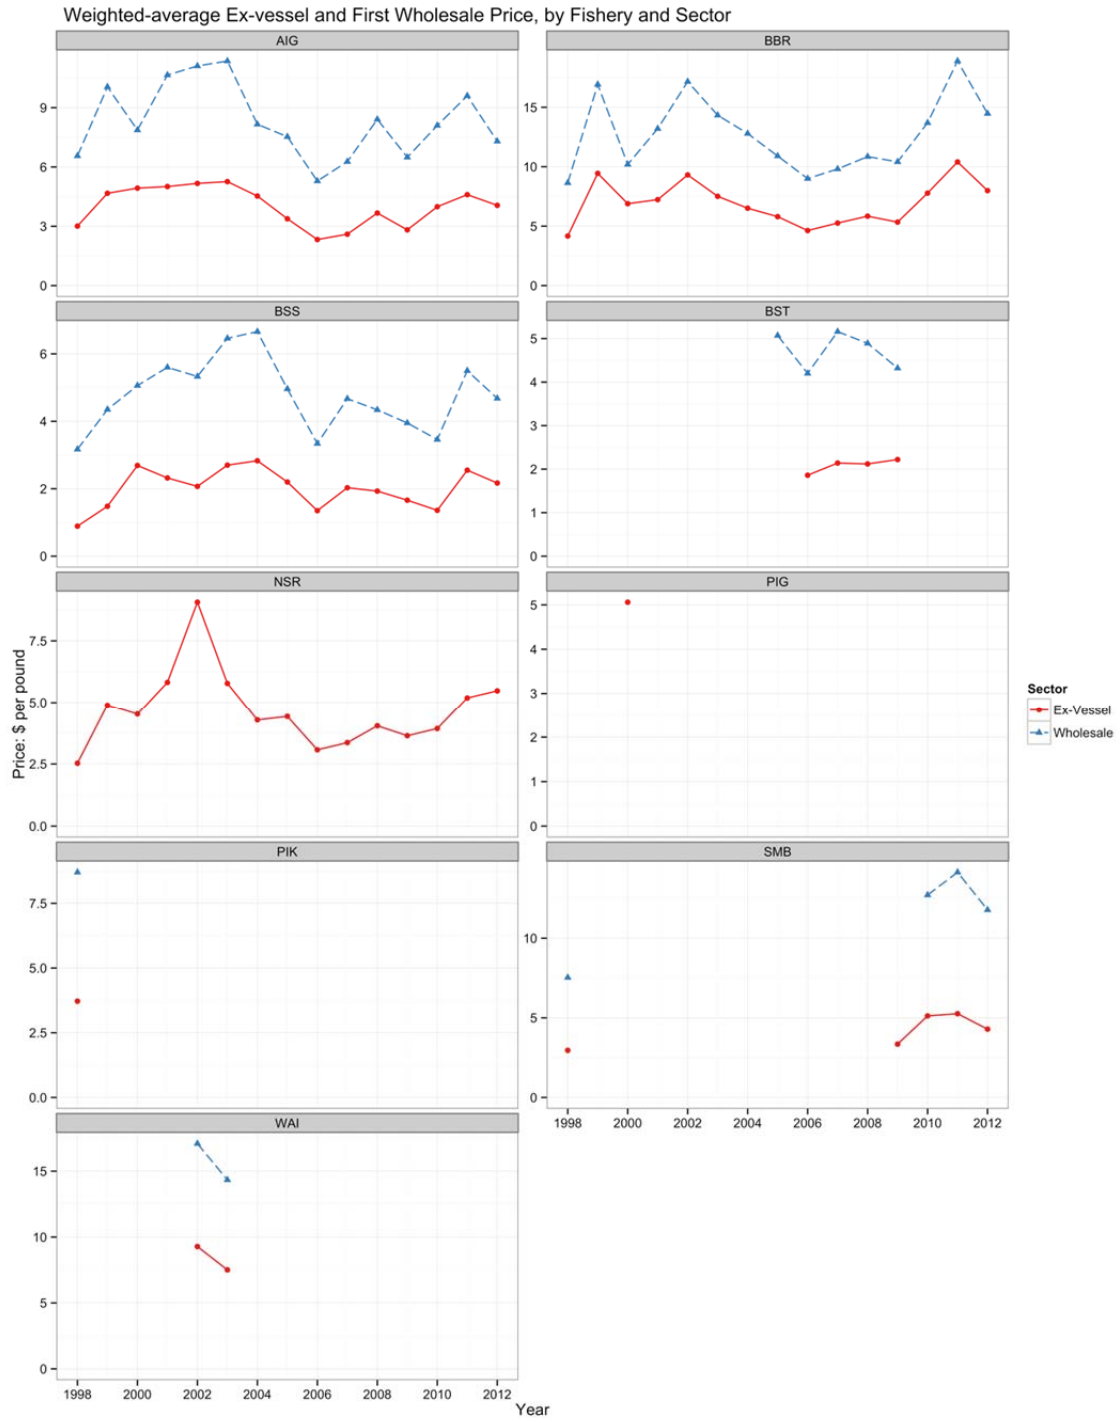 Weighted-average Ex-vessel and First Wholesale Price, by Fishery and Sector
AIG
BBR
9
6
3
0
15
10
5
0
BSS
BST
6
4
2
0
5
4
3
2
1
0
NSR
PIG
7.5
5.0
2.5
0.0
5
4
3
2
1
0
Price: $ per pound
Sector
Ex-Vessel
Wholesale
PIK
SMB
7.5
5.0
2.5
0.0
10
5
0
1998 2000 2002 2004 2006 2008 2010 2012
WAI
15
10
5
0
1998 2000 2002 2004 2006 2008 2010 2012
Year